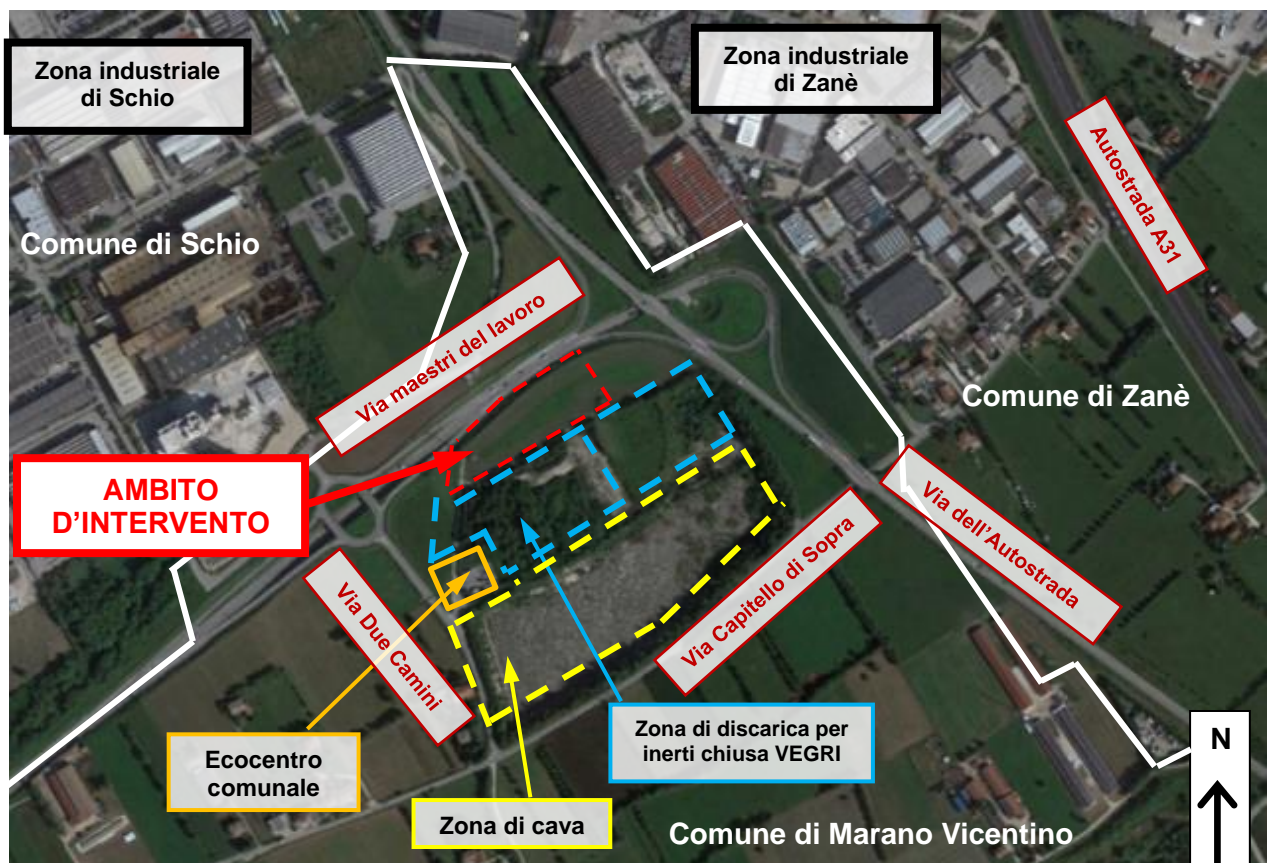 Zona industriale
di Schio
Zona industriale
di Zanè
Autostrada A31
Comune di Schio
Via maestri del lavoro
Comune di Zanè
AMBITO
D'INTERVENTO
Via dell'Autostrada
Via Due Camini
Via Capitello di Sopra
Zona di discarica per
inerti chiusa VEGRI
N
Ecocentro
comunale
Zona di cava
Comune di Marano Vicentino